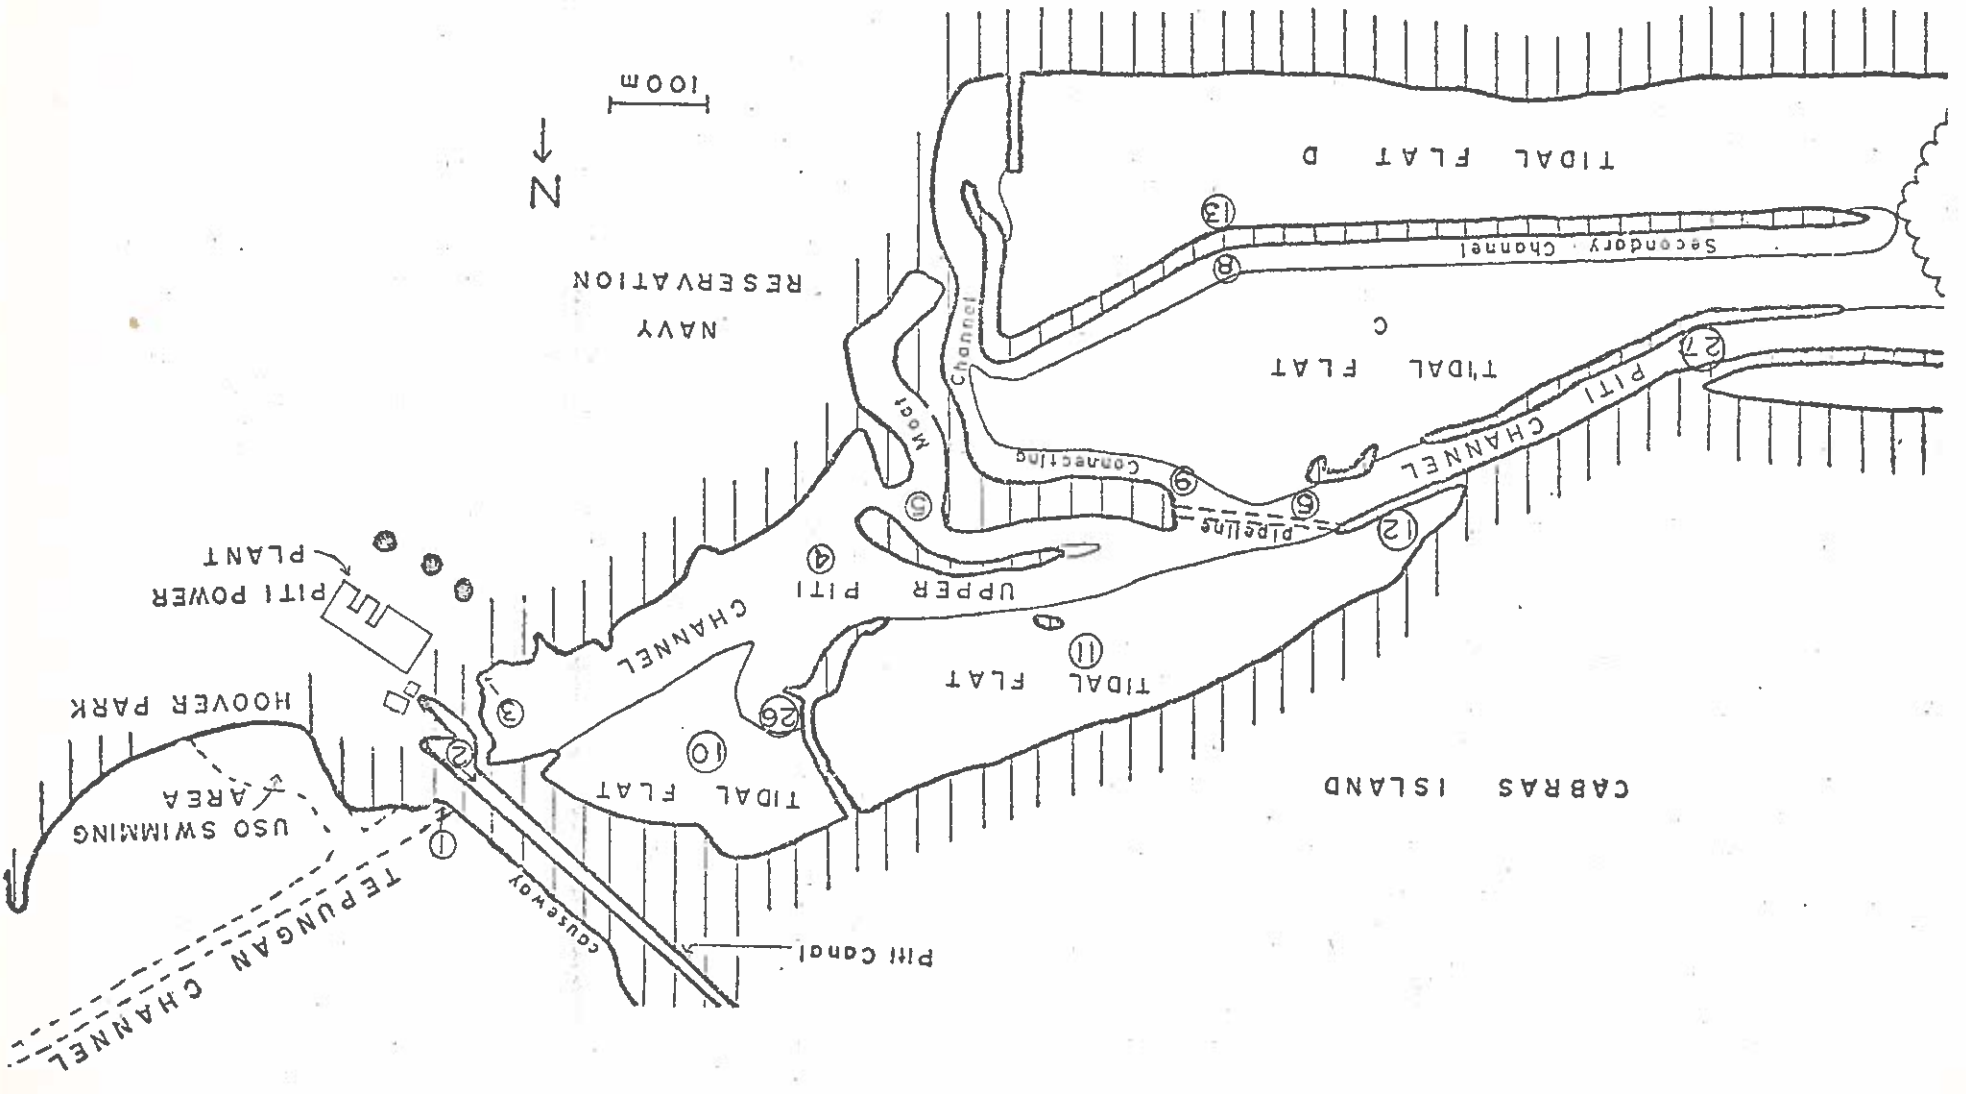 TEPUNGAN CHANNEL
Piti Canal
causeway
1
USO SWIMMING
AREA
HOOVER PARK
CABRAS ISLAND
TIDAL FLAT
10
2
26
3
TIDAL FLAT
11
PITI POWER
PLANT
CHANNEL
UPPER PITI
4
12
pipeline
9
5
6
Connecting
Channel
Moat
PITI CHANNEL
27
TIDAL FLAT
C
NAVY
RESERVATION
8
Secondary Channel
13
N
TIDAL FLAT D
100m